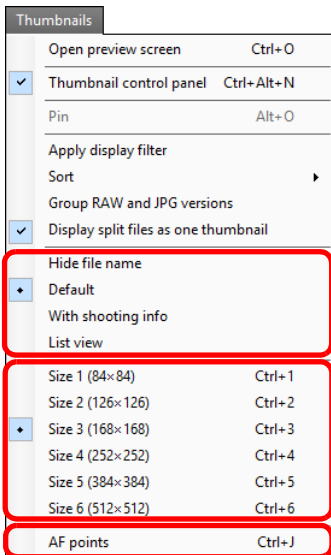 Thumbnails
Open preview screen Ctrl+O
Thumbnail control panel Ctrl+Alt+N
Pin Alt+O
Apply display filter
Sort
Group RAW and JPG versions
Display split files as one thumbnail
Hide file name
Default
With shooting info
List view
Size 1 (84×84) Ctrl+1
Size 2 (126×126) Ctrl+2
Size 3 (168×168) Ctrl+3
Size 4 (252×252) Ctrl+4
Size 5 (384×384) Ctrl+5
Size 6 (512×512) Ctrl+6
AF points Ctrl+J